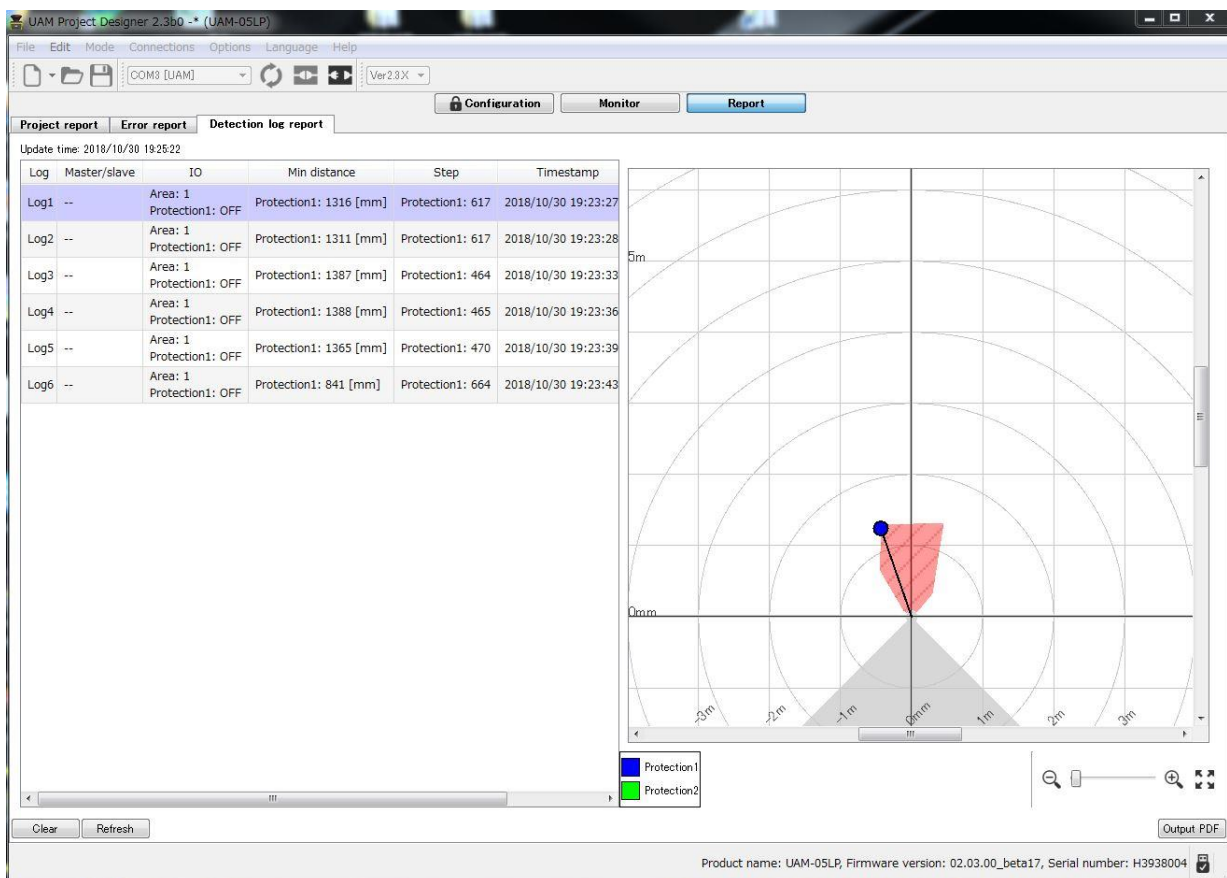 UAM Project Designer 2.3b0 -* (UAM-05LP)
File Edit Mode Connections Options Language Help
COM3 [UAM] Ver2.3X
Configuration Monitor Report
Project report Error report Detection log report
Update time: 2018/10/30 19:25:22
Log Master/slave IO Min distance Step Timestamp
Log1 -- Area: 1 Protection1: OFF Protection1: 1316 [mm] Protection1: 617 2018/10/30 19:23:27
Log2 -- Area: 1 Protection1: OFF Protection1: 1311 [mm] Protection1: 617 2018/10/30 19:23:28
Log3 -- Area: 1 Protection1: OFF Protection1: 1387 [mm] Protection1: 464 2018/10/30 19:23:33
Log4 -- Area: 1 Protection1: OFF Protection1: 1388 [mm] Protection1: 465 2018/10/30 19:23:36
Log5 -- Area: 1 Protection1: OFF Protection1: 1365 [mm] Protection1: 470 2018/10/30 19:23:39
Log6 -- Area: 1 Protection1: OFF Protection1: 841 [mm] Protection1: 664 2018/10/30 19:23:43
5m
0mm
-3m -2m -1m 0mm 1m 2m 3m
Protection1
Protection2
Clear Refresh Output PDF
Product name: UAM-05LP, Firmware version: 02.03.00_beta17, Serial number: H3938004